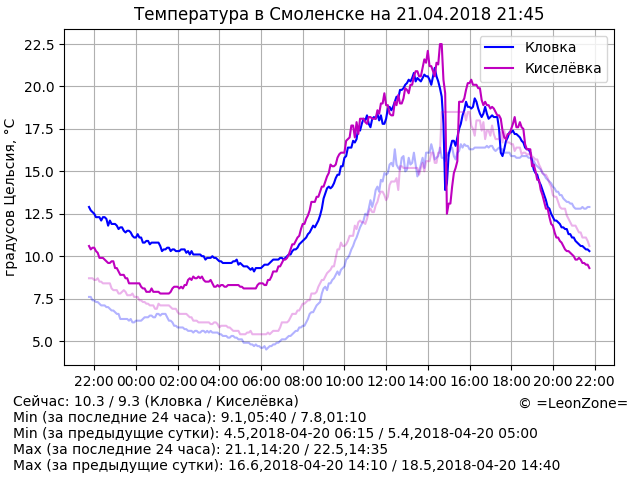 Температура в Смоленске на 21.04.2018 21:45
градусов Цельсия, °C
22.5
20.0
17.5
15.0
12.5
10.0
7.5
5.0
Кловка
Киселёвка
22:00 00:00 02:00 04:00 06:00 08:00 10:00 12:00 14:00 16:00 18:00 20:00 22:00
Сейчас: 10.3 / 9.3 (Кловка / Киселёвка)
© =LeonZone=
Min (за последние 24 часа): 9.1,05:40 / 7.8,01:10
Min (за предыдущие сутки): 4.5,2018-04-20 06:15 / 5.4,2018-04-20 05:00
Max (за последние 24 часа): 21.1,14:20 / 22.5,14:35
Max (за предыдущие сутки): 16.6,2018-04-20 14:10 / 18.5,2018-04-20 14:40